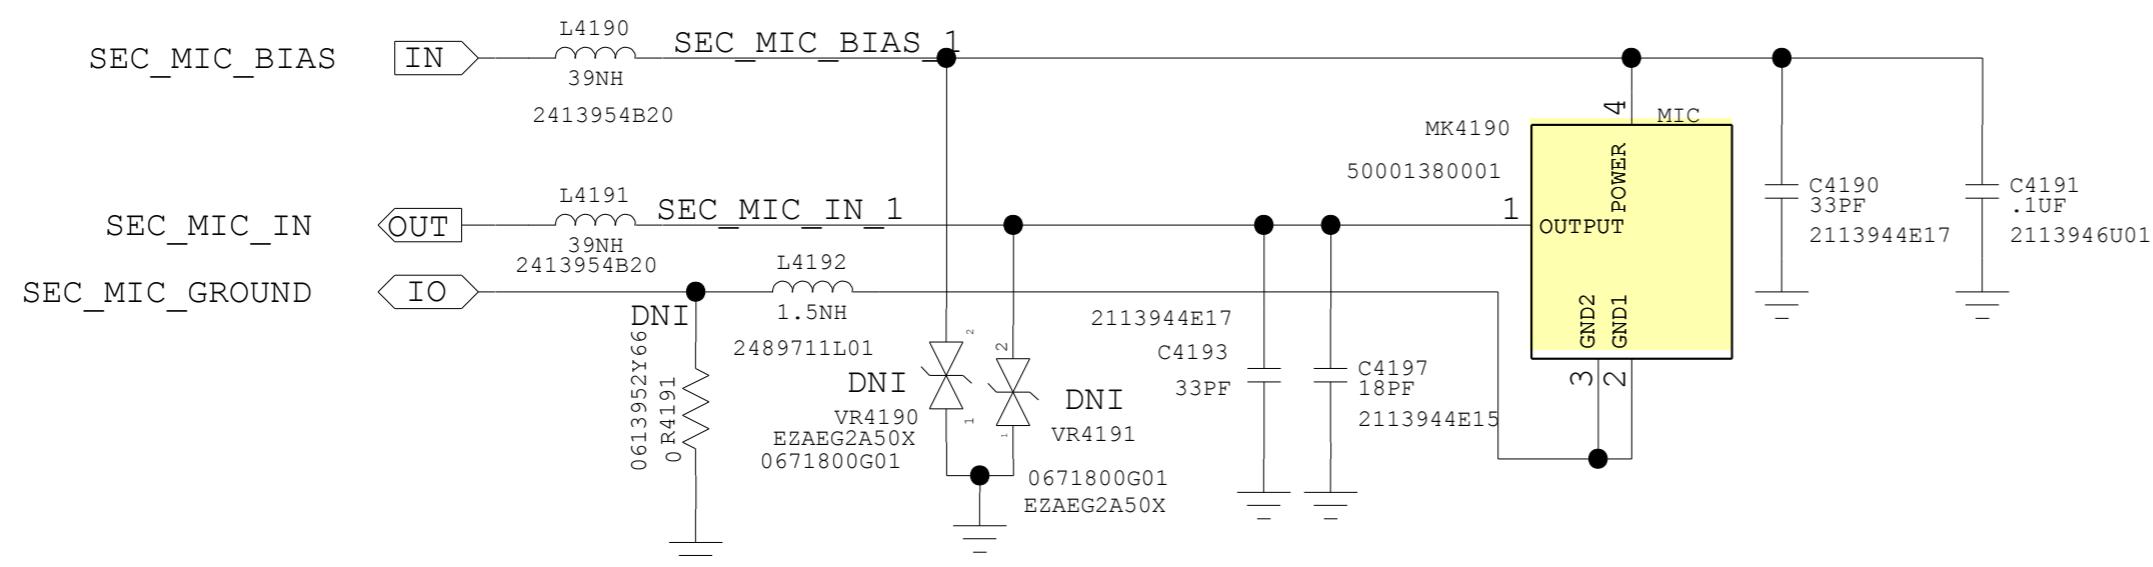 L4190
SEC_MIC_BIAS IN SEC_MIC_BIAS_1
39NH
2413954B20
4 MIC
MK4190
50001380001
POWER
L4191
SEC_MIC_IN OUT SEC_MIC_IN_1 1 OUTPUT
39NH
2413954B20
C4190
33PF
2113944E17
C4191
.1UF
2113946U01
L4192
SEC_MIC_GROUND IO
1.5NH
2489711L01
DNI
0613952Y66
0 R4191
GND2 GND1
3 2
2113944E17
C4193
33PF
C4197
18PF
2113944E15
2
DNI
VR4190
1
EZAEG2A50X
0671800G01
2
DNI
VR4191
1
0671800G01
EZAEG2A50X